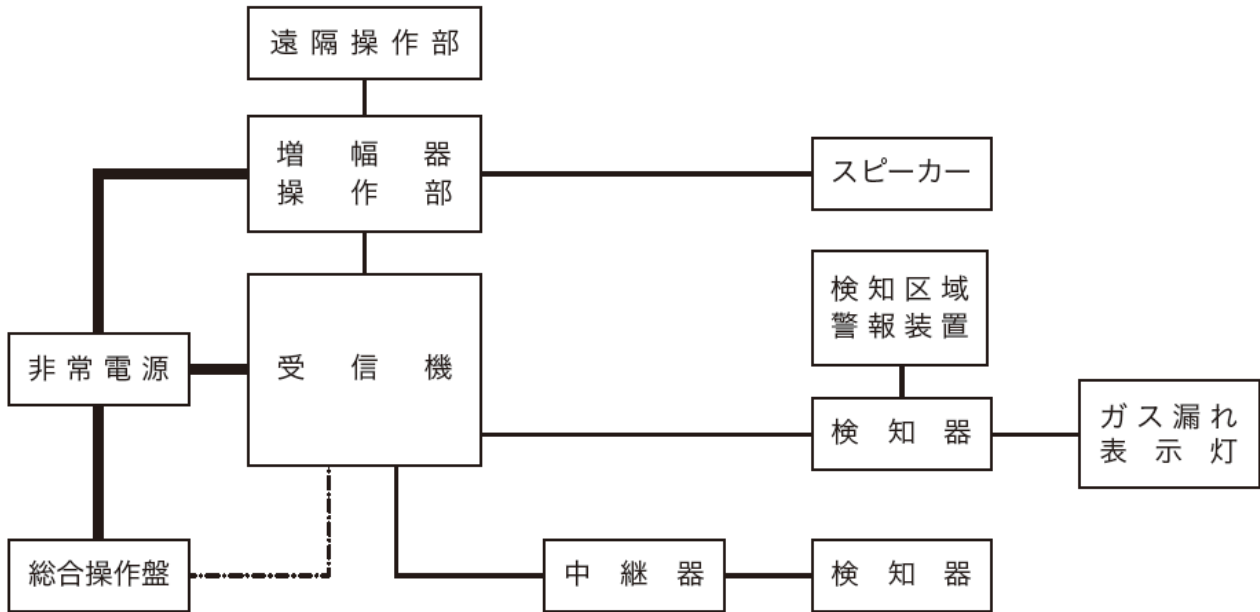 遠隔操作部
増幅器
操作部
スピーカー
検知区域
警報装置
非常電源
受信機
検知器
ガス漏れ
表示灯
総合操作盤
中継器
検知器